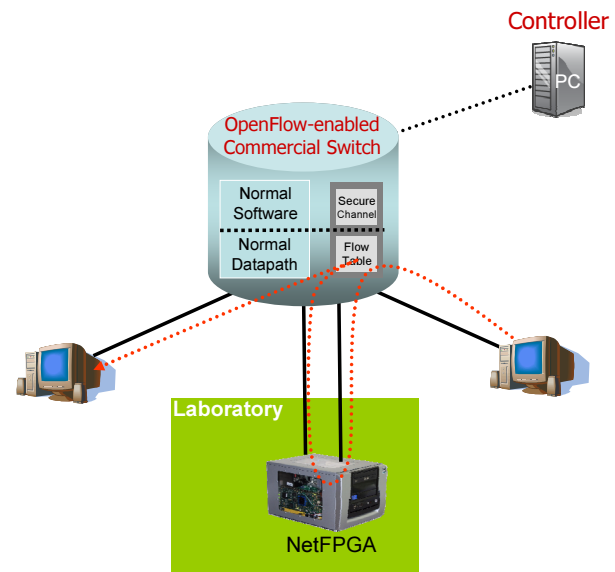 Controller
PC
OpenFlow-enabled
Commercial Switch
Normal
Software
Secure
Channel
Normal
Datapath
Flow
Table
Laboratory
NetFPGA